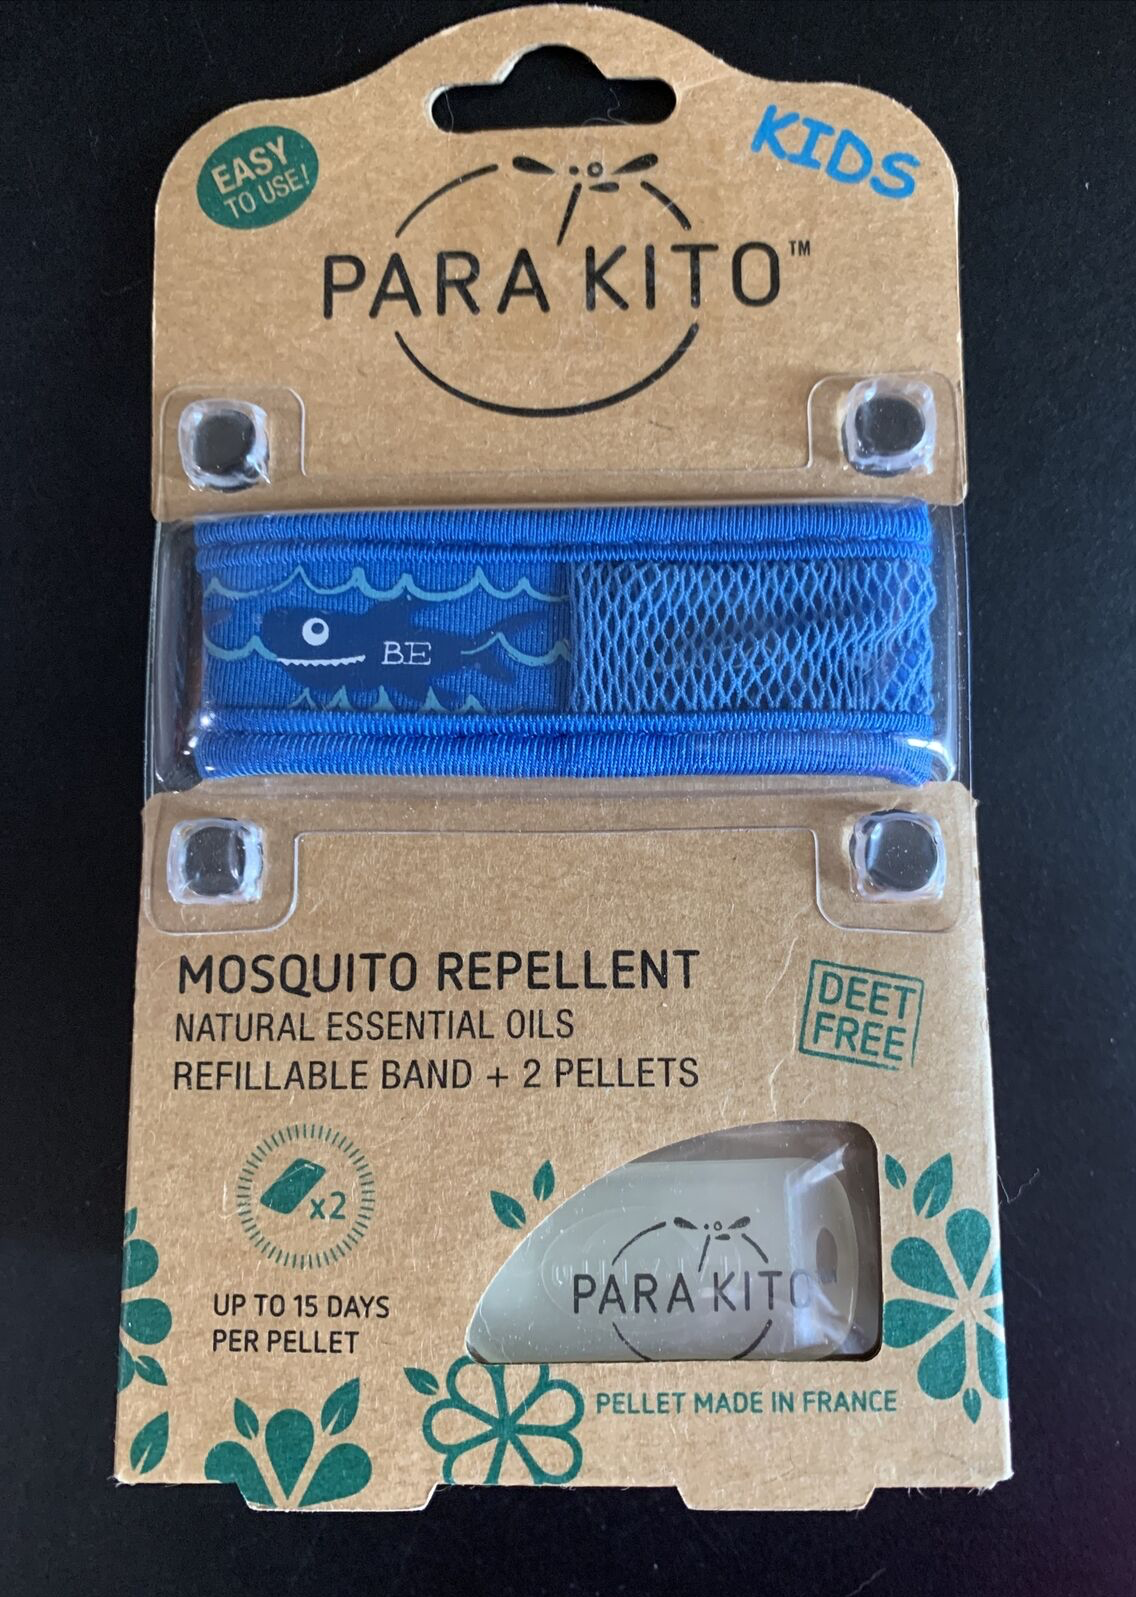 EASY
TO USE!
KIDS
PARA KITO™
BE
MOSQUITO REPELLENT
NATURAL ESSENTIAL OILS
REFILLABLE BAND + 2 PELLETS
DEET
FREE
x2
UP TO 15 DAYS
PER PELLET
PARA KITO
PELLET MADE IN FRANCE